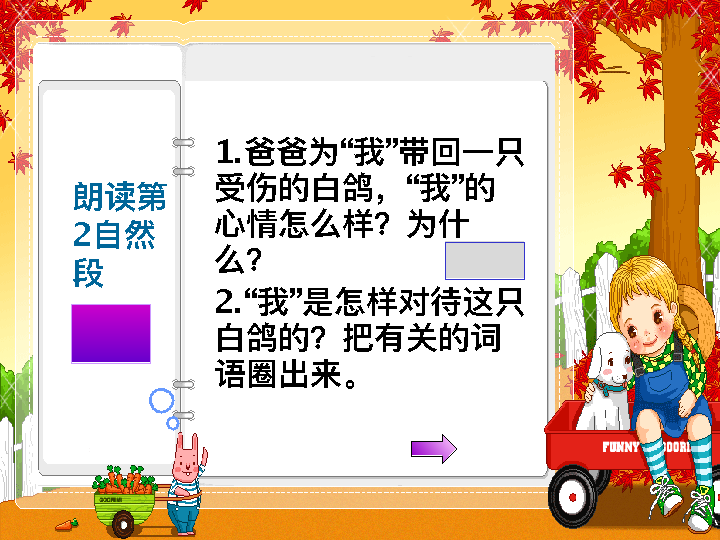 朗读第
2自然
段
1.爸爸为“我”带回一只
受伤的白鸽，“我”的
心情怎么样？为什
么？
2.“我”是怎样对待这只
白鸽的？把有关的词
语圈出来。